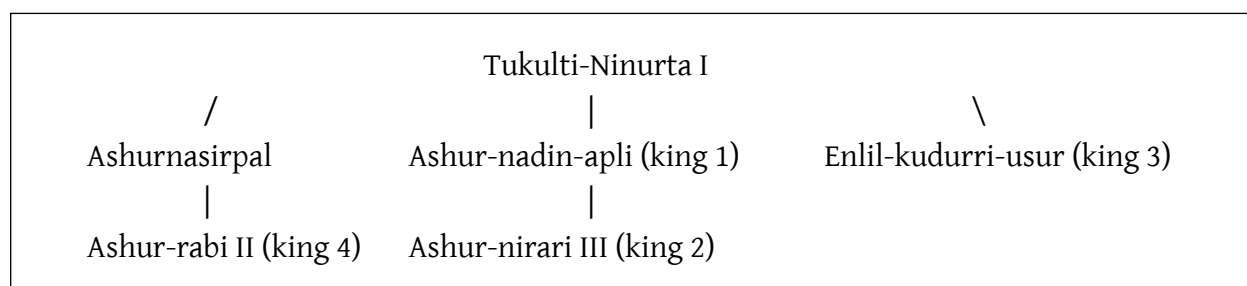 Tukulti-Ninurta I
/ | \
Ashurnasirpal Ashur-nadin-apli (king 1) Enlil-kudurri-usur (king 3)
| |
Ashur-rabi II (king 4) Ashur-nirari III (king 2)